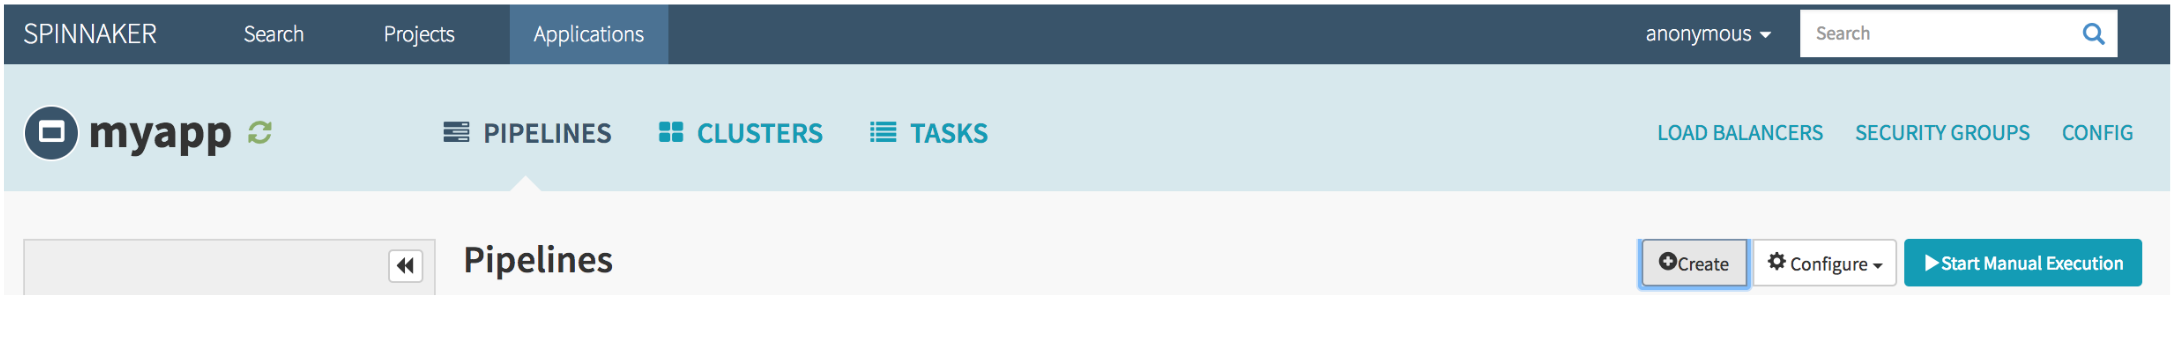 SPINNAKER Search Projects Applications anonymous Search
myapp PIPELINES CLUSTERS TASKS LOAD BALANCERS SECURITY GROUPS CONFIG
Pipelines Create Configure Start Manual Execution